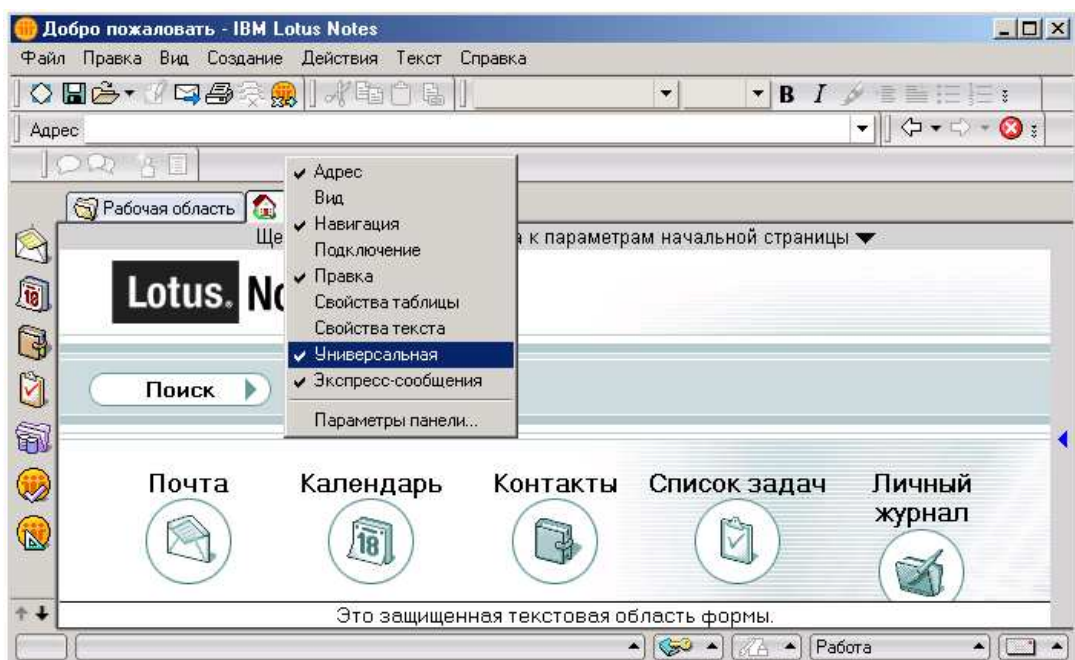 Добро пожаловать - IBM Lotus Notes
Файл Правка Вид Создание Действия Текст Справка
B I
Адрес
Адрес
Вид
Навигация
Подключение
Правка
Свойства таблицы
Свойства текста
Универсальная
Экспресс-сообщения
Параметры панели...
Рабочая область
к параметрам начальной страницы
Lotus.
Поиск
Почта Календарь Контакты Список задач Личный журнал
18
18
Это защищенная текстовая область формы.
Работа